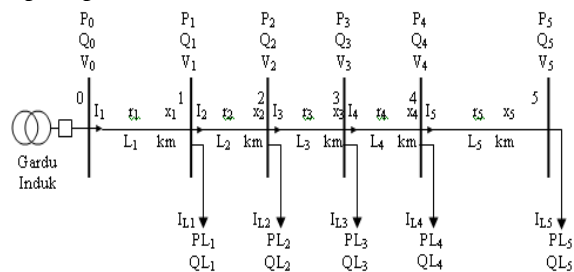 P0 P1 P2 P3 P4 P5
Q0 Q1 Q2 Q3 Q4 Q5
V0 V1 V2 V3 V4 V5
0 1 2 3 4 5
I1 r1 x1 I2 r2 x2 I3 r3 x3 I4 r4 x4 I5 r5 x5
L1 km L2 km L3 km L4 km L5 km
Gardu
Induk
IL1 IL2 IL3 IL4 IL5
PL1 PL2 PL3 PL4 PL5
QL1 QL2 QL3 QL4 QL5